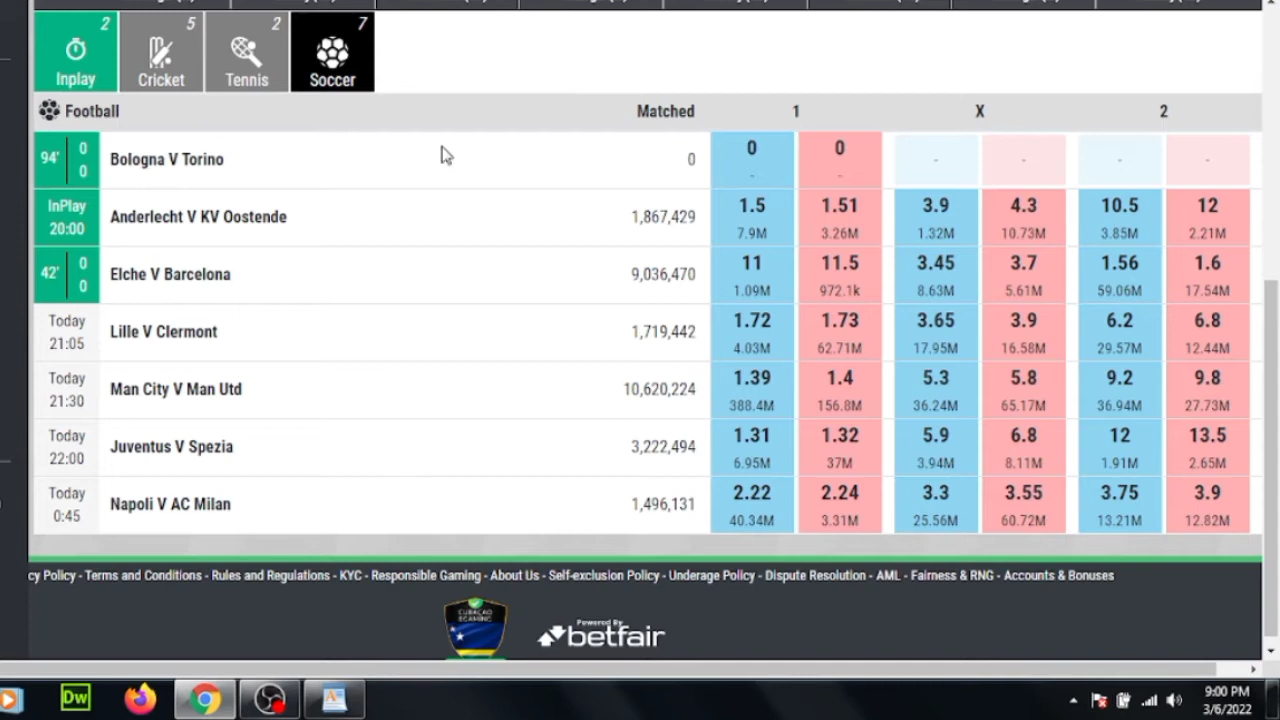 2 5 2 7
Inplay Cricket Tennis Soccer
Football Matched 1 X 2
94' 0 0 Bologna V Torino 0 0 - 0 - - - - -
InPlay 20:00 Anderlecht V KV Oostende 1,867,429 1.5 7.9M 1.51 3.26M 3.9 1.32M 4.3 10.73M 10.5 3.85M 12 2.21M
42' 0 0 Elche V Barcelona 9,036,470 11 1.09M 11.5 972.1k 3.45 8.63M 3.7 5.61M 1.56 59.06M 1.6 17.54M
Today 21:05 Lille V Clermont 1,719,442 1.72 4.03M 1.73 62.71M 3.65 17.95M 3.9 16.58M 6.2 29.57M 6.8 12.44M
Today 21:30 Man City V Man Utd 10,620,224 1.39 388.4M 1.4 156.8M 5.3 36.24M 5.8 65.17M 9.2 36.94M 9.8 27.73M
Today 22:00 Juventus V Spezia 3,222,494 1.31 6.95M 1.32 37M 5.9 3.94M 6.8 8.11M 12 1.91M 13.5 2.65M
Today 0:45 Napoli V AC Milan 1,496,131 2.22 40.34M 2.24 3.31M 3.3 25.56M 3.55 60.72M 3.75 13.21M 3.9 12.82M
cy Policy - Terms and Conditions - Rules and Regulations - KYC - Responsible Gaming - About Us - Self-exclusion Policy - Underage Policy - Dispute Resolution - AML - Fairness & RNG - Accounts & Bonuses
CURACAO
EGAMING
Powered By
betfair
Dw
9:00 PM
3/6/2022